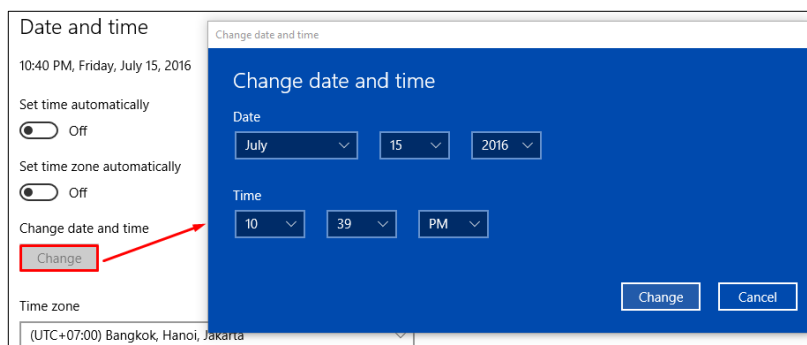 Date and time
10:40 PM, Friday, July 15, 2016
Set time automatically
Off
Set time zone automatically
Off
Change date and time
Change
Time zone
(UTC+07:00) Bangkok, Hanoi, Jakarta
Change date and time
Change date and time
Date
July 15 2016
Time
10 39 PM
Change Cancel